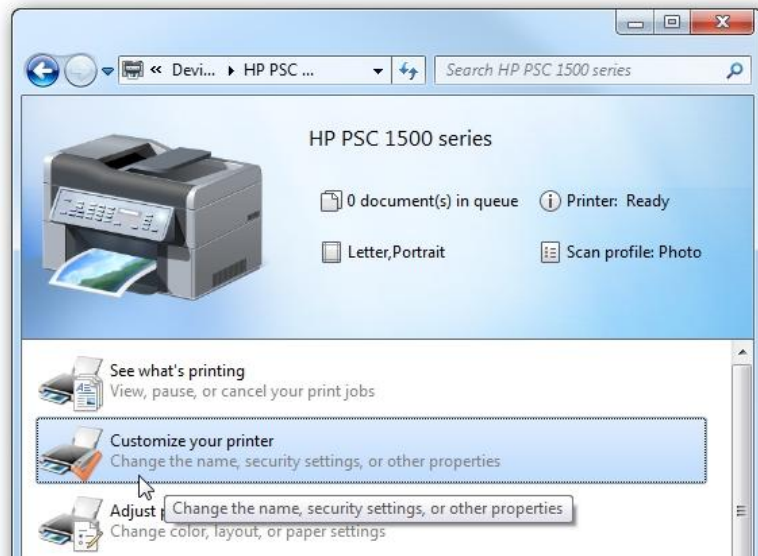 « Devi... HP PSC ...
Search HP PSC 1500 series
HP PSC 1500 series
0 document(s) in queue
Printer: Ready
Letter,Portrait
Scan profile: Photo
See what's printing
View, pause, or cancel your print jobs
Customize your printer
Change the name, security settings, or other properties
Adjust
Change the name, security settings, or other properties
Change color, layout, or paper settings